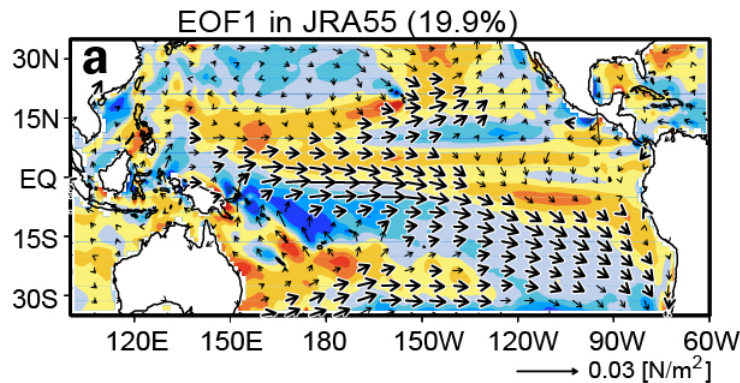 EOF1 in JRA55 (19.9%)
a
30N
15N
EQ
15S
30S
120E 150E 180 150W 120W 90W 60W
0.03 [N/m²]